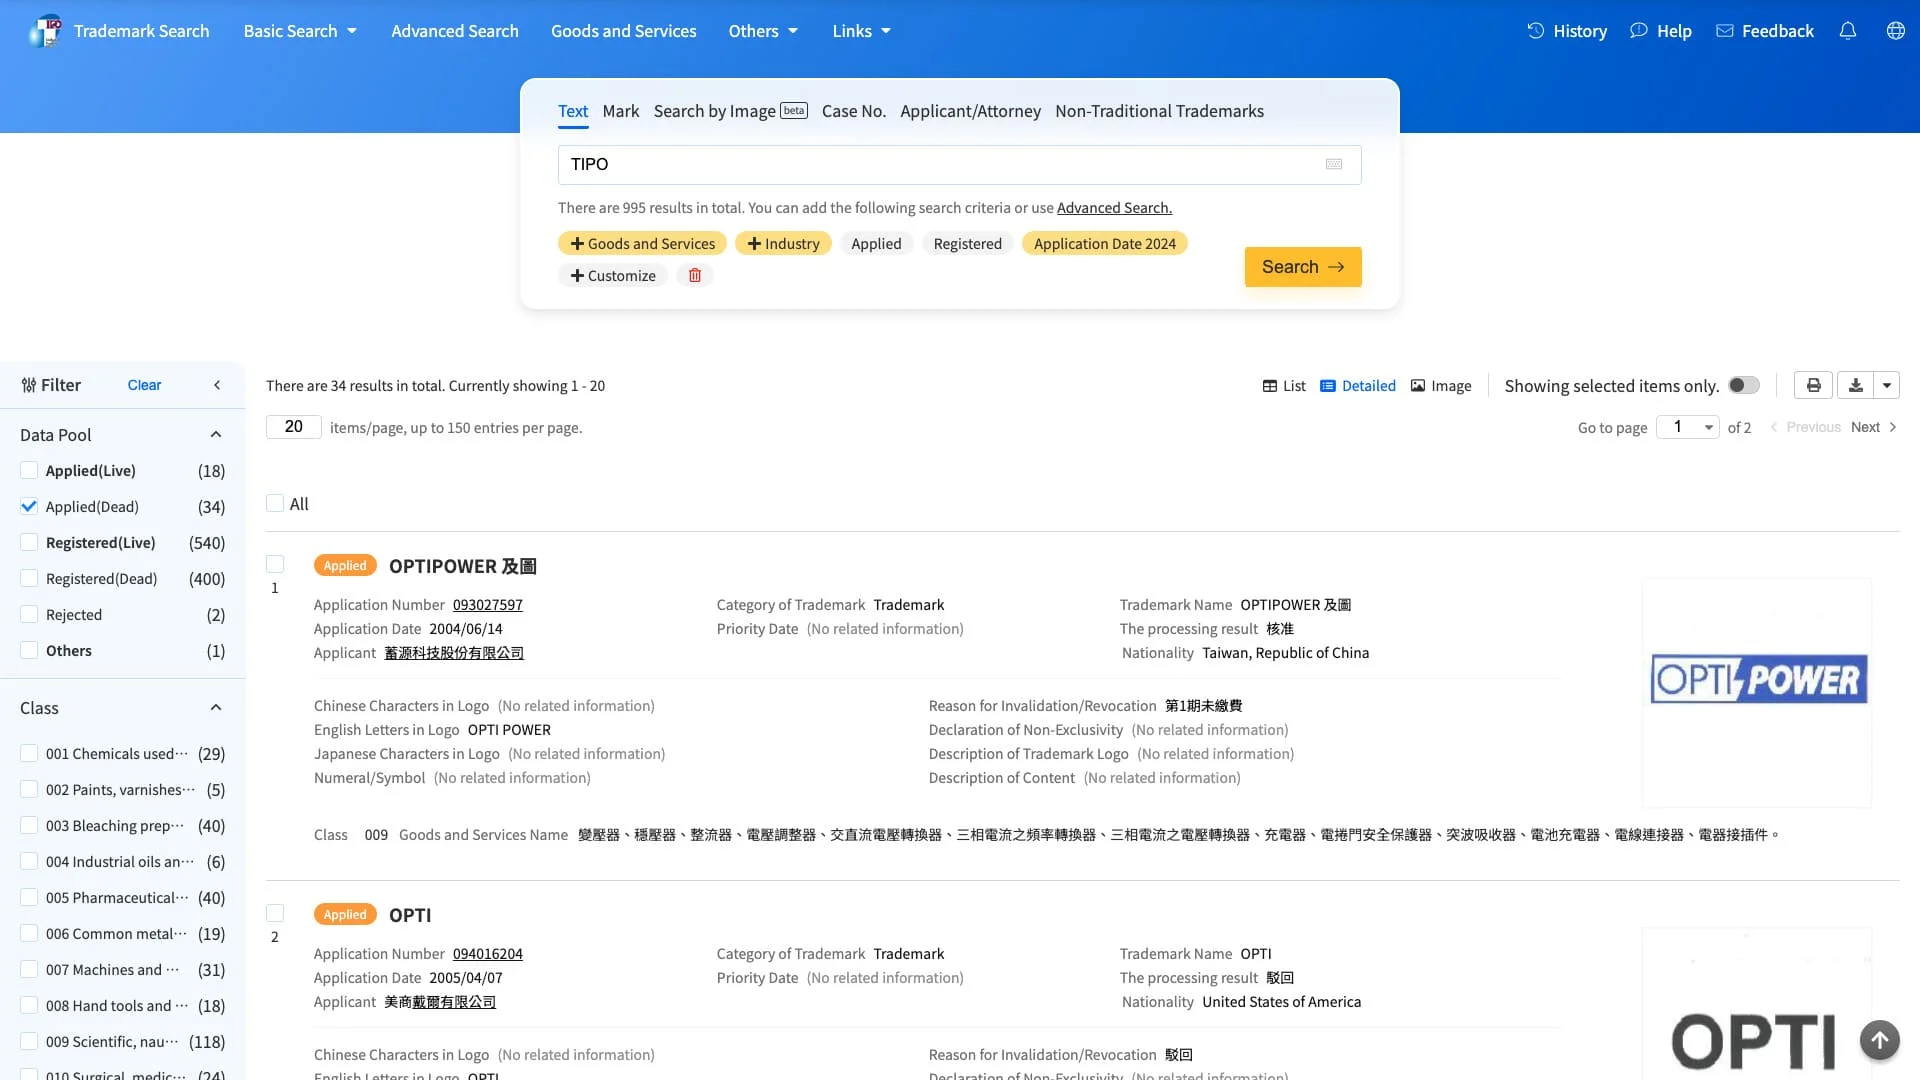 Trademark Search Basic Search Advanced Search Goods and Services Others Links History Help Feedback
Text Mark Search by Image beta Case No. Applicant/Attorney Non-Traditional Trademarks
TIPO
There are 995 results in total. You can add the following search criteria or use Advanced Search.
Goods and Services Industry Applied Registered Application Date 2024
Customize
Search
Filter Clear
Data Pool
Applied(Live) (18)
Applied(Dead) (34)
Registered(Live) (540)
Registered(Dead) (400)
Rejected (2)
Others (1)
Class
001 Chemicals used··· (29)
002 Paints, varnishes··· (5)
003 Bleaching prep··· (40)
004 Industrial oils an··· (6)
005 Pharmaceutical··· (40)
006 Common metal··· (19)
007 Machines and ··· (31)
008 Hand tools and ··· (18)
009 Scientific, nau··· (118)
010 Surgical, medic··· (24)
There are 34 results in total. Currently showing 1 - 20
List Detailed Image Showing selected items only.
20 items/page, up to 150 entries per page.
Go to page 1 of 2 Previous Next
All
1
Applied OPTIPOWER 及圖
Application Number 093027597 Category of Trademark Trademark Trademark Name OPTIPOWER 及圖
Application Date 2004/06/14 Priority Date (No related information) The processing result 核准
Applicant 蓄源科技股份有限公司 Nationality Taiwan, Republic of China
Chinese Characters in Logo (No related information) Reason for Invalidation/Revocation 第1期未繳費
English Letters in Logo OPTI POWER Declaration of Non-Exclusivity (No related information)
Japanese Characters in Logo (No related information) Description of Trademark Logo (No related information)
Numeral/Symbol (No related information) Description of Content (No related information)
OPTI POWER
Class 009 Goods and Services Name 變壓器、穩壓器、整流器、電壓調整器、交直流電壓轉換器、三相電流之頻率轉換器、三相電流之電壓轉換器、充電器、電捲門安全保護器、突波吸收器、電池充電器、電線連接器、電器接插件。
2
Applied OPTI
Application Number 094016204 Category of Trademark Trademark Trademark Name OPTI
Application Date 2005/04/07 Priority Date (No related information) The processing result 駁回
Applicant 美商戴爾有限公司 Nationality United States of America
Chinese Characters in Logo (No related information) Reason for Invalidation/Revocation 駁回
English Letters in Logo OPTI Declaration of Non-Exclusivity (No related information)
OPTI